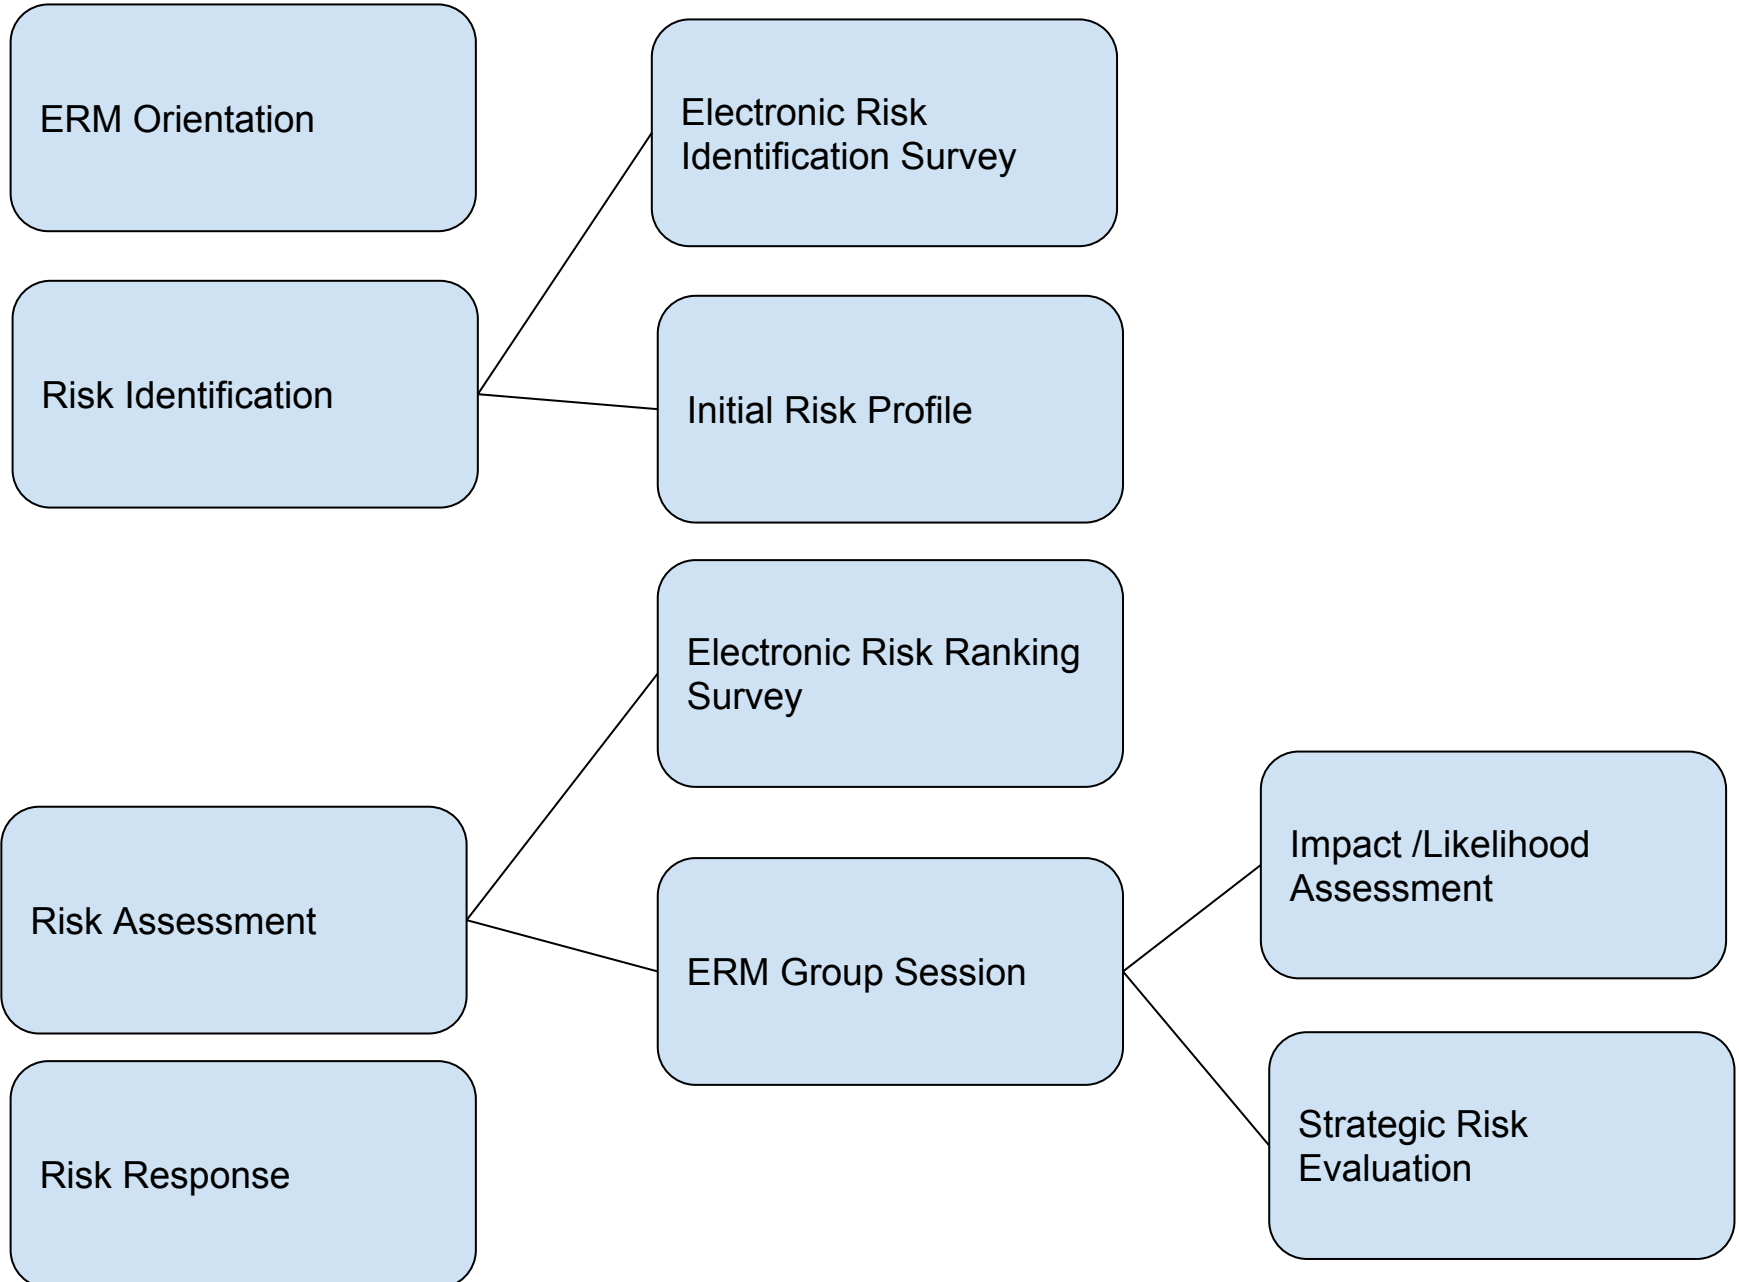 ERM Orientation
Electronic Risk
Identification Survey
Risk Identification
Initial Risk Profile
Electronic Risk Ranking
Survey
Risk Assessment
ERM Group Session
Impact /Likelihood
Assessment
Risk Response
Strategic Risk
Evaluation